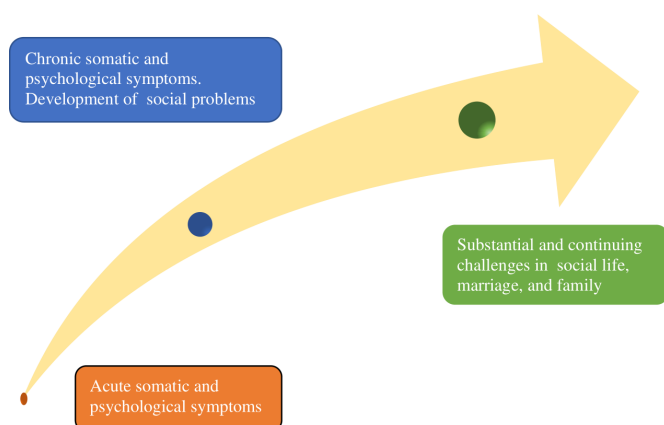 Chronic somatic and
psychological symptoms.
Development of social problems
Substantial and continuing
challenges in social life,
marriage, and family
Acute somatic and
psychological symptoms